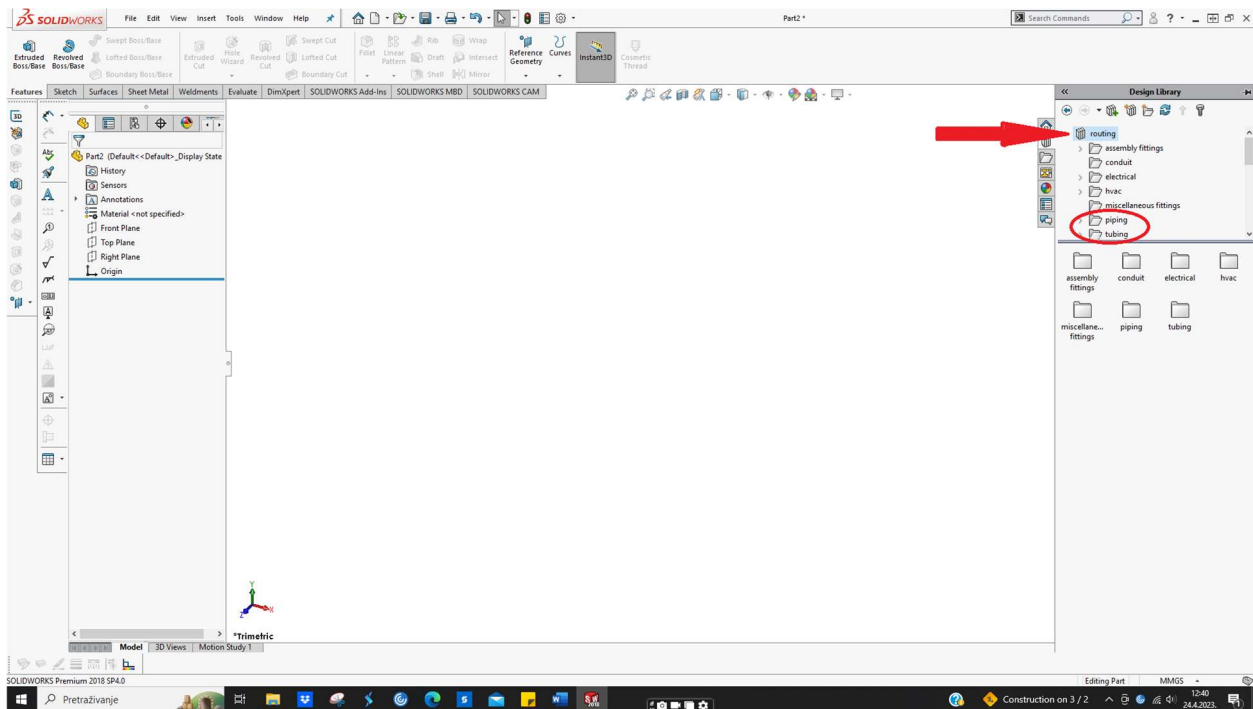 SOLIDWORKS File Edit View Insert Tools Window Help
Part2 *
Search Commands
Extruded Boss/Base
Revolved Boss/Base
Swept Boss/Base
Lofted Boss/Base
Boundary Boss/Base
Extruded Cut
Hole Wizard
Revolved Cut
Swept Cut
Lofted Cut
Boundary Cut
Fillet
Linear Pattern
Rib
Draft
Shell
Wrap
Intersect
Mirror
Reference Geometry
Curves
Instant3D
Cosmetic Thread
Features Sketch Surfaces Sheet Metal Weldments Evaluate DimXpert SOLIDWORKS Add-Ins SOLIDWORKS MBD SOLIDWORKS CAM
Part2 (Default<<Default>_Display State
History
Sensors
Annotations
Material <not specified>
Front Plane
Top Plane
Right Plane
Origin
Design Library
routing
assembly fittings
conduit
electrical
hvac
miscellaneous fittings
piping
tubing
assembly fittings
conduit
electrical
hvac
miscellane... fittings
piping
tubing
Y
X
Z
*Trimetric
Model 3D Views Motion Study 1
SOLIDWORKS Premium 2018 SP4.0
Editing Part MMGS
Pretraživanje
Construction on 3 / 2
12:40
24.4.2023.